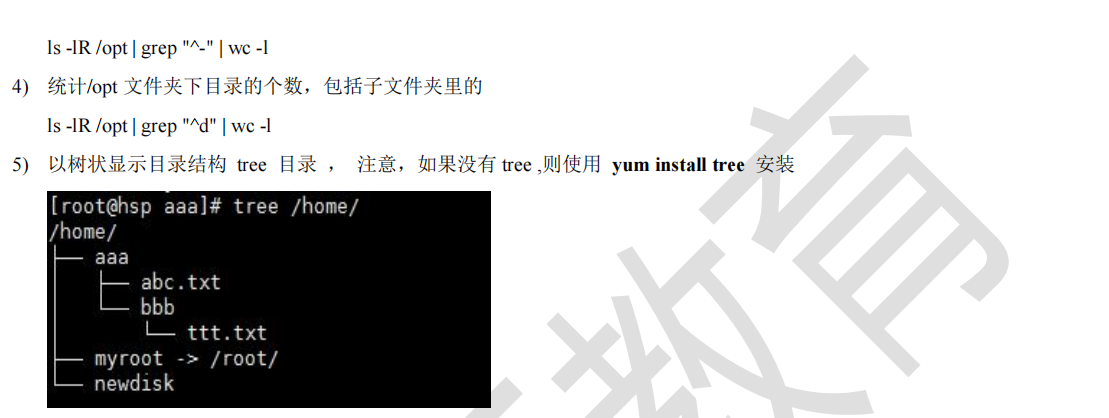 ls -lR /opt | grep "^-" | wc -l
4) 统计/opt 文件夹下目录的个数，包括子文件夹里的
ls -lR /opt | grep "^d" | wc -l
5) 以树状显示目录结构 tree 目录 ， 注意，如果没有 tree ,则使用 yum install tree 安装
[root@hsp aaa]# tree /home/
/home/
├── aaa
│   ├── abc.txt
│   └── bbb
│       └── ttt.txt
├── myroot -> /root/
└── newdisk
教育